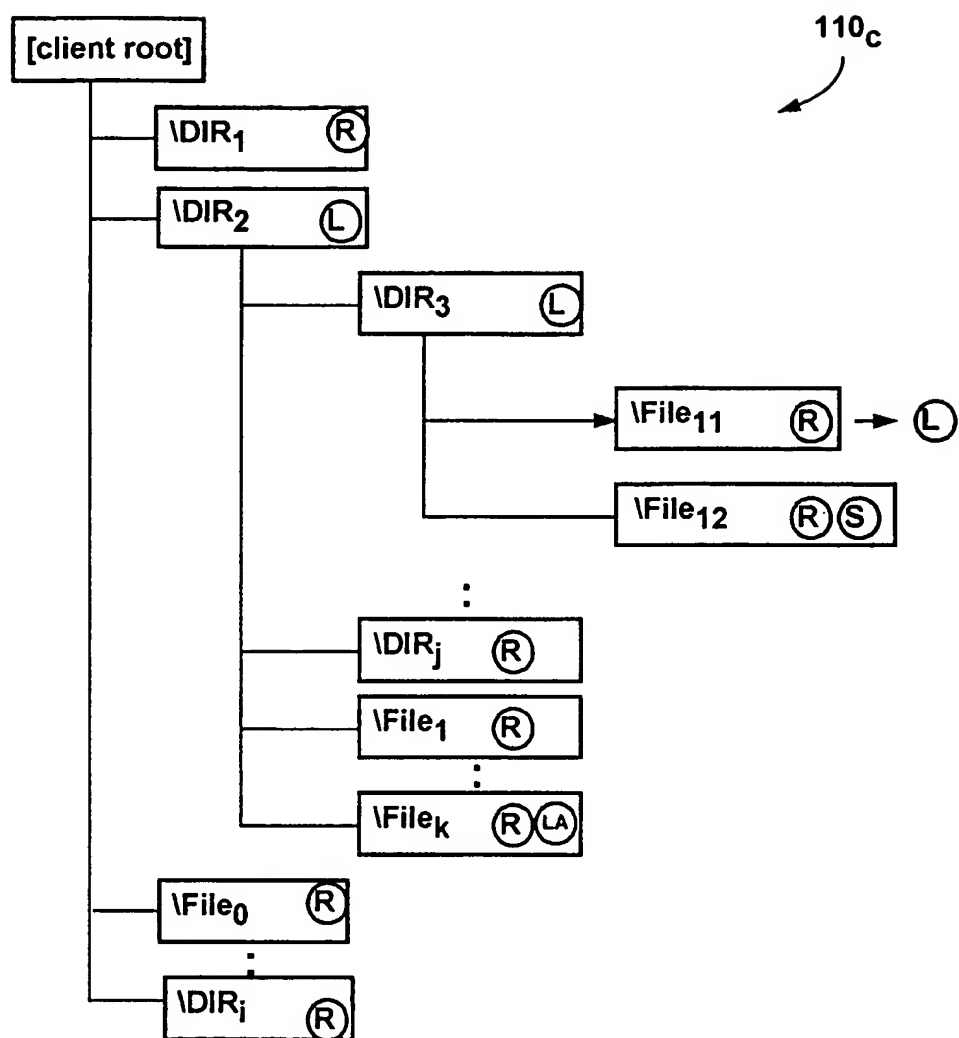 [client root]
110c
\DIR1 R
\DIR2 L
\DIR3 L
\File11 R L
\File12 R S
\DIRj R
\File1 R
\Filek R LA
\File0 R
\DIRi R